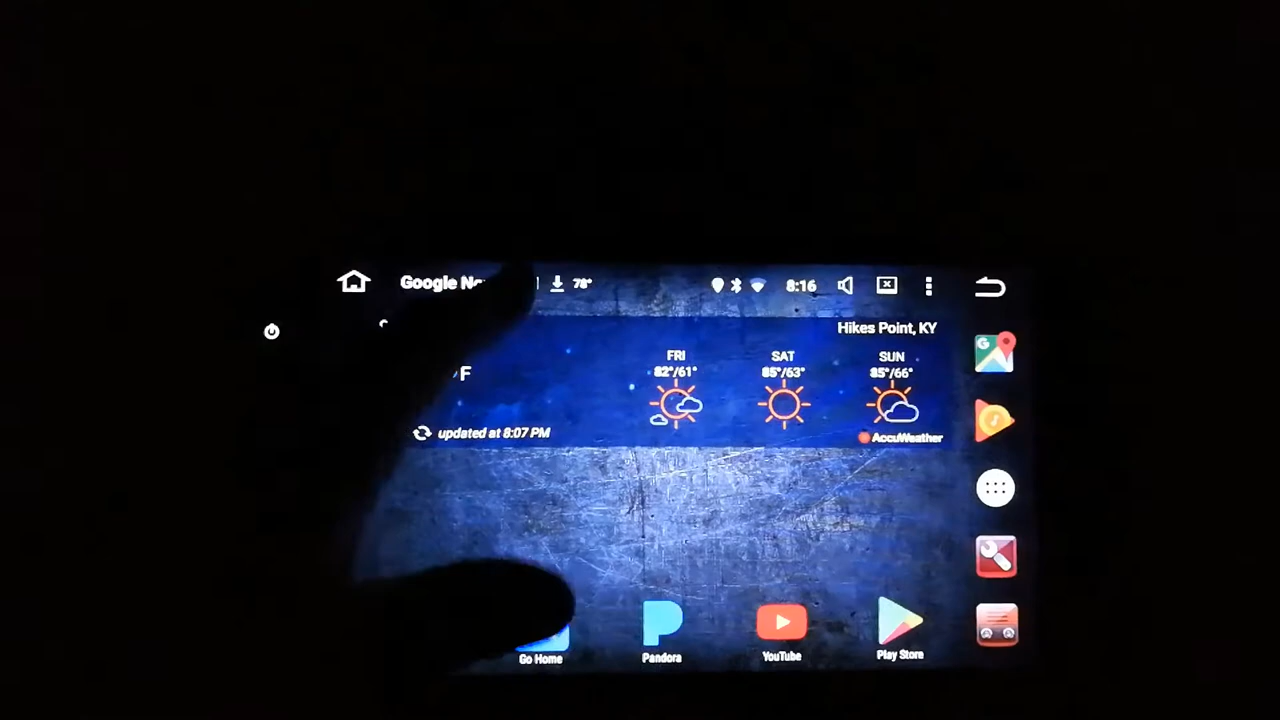 Google 78° 8:16
Hikes Point, KY
F
FRI SAT SUN
82°/61° 85°/63° 85°/66°
updated at 8:07 PM
AccuWeather
G
Go Home Pandora YouTube Play Store